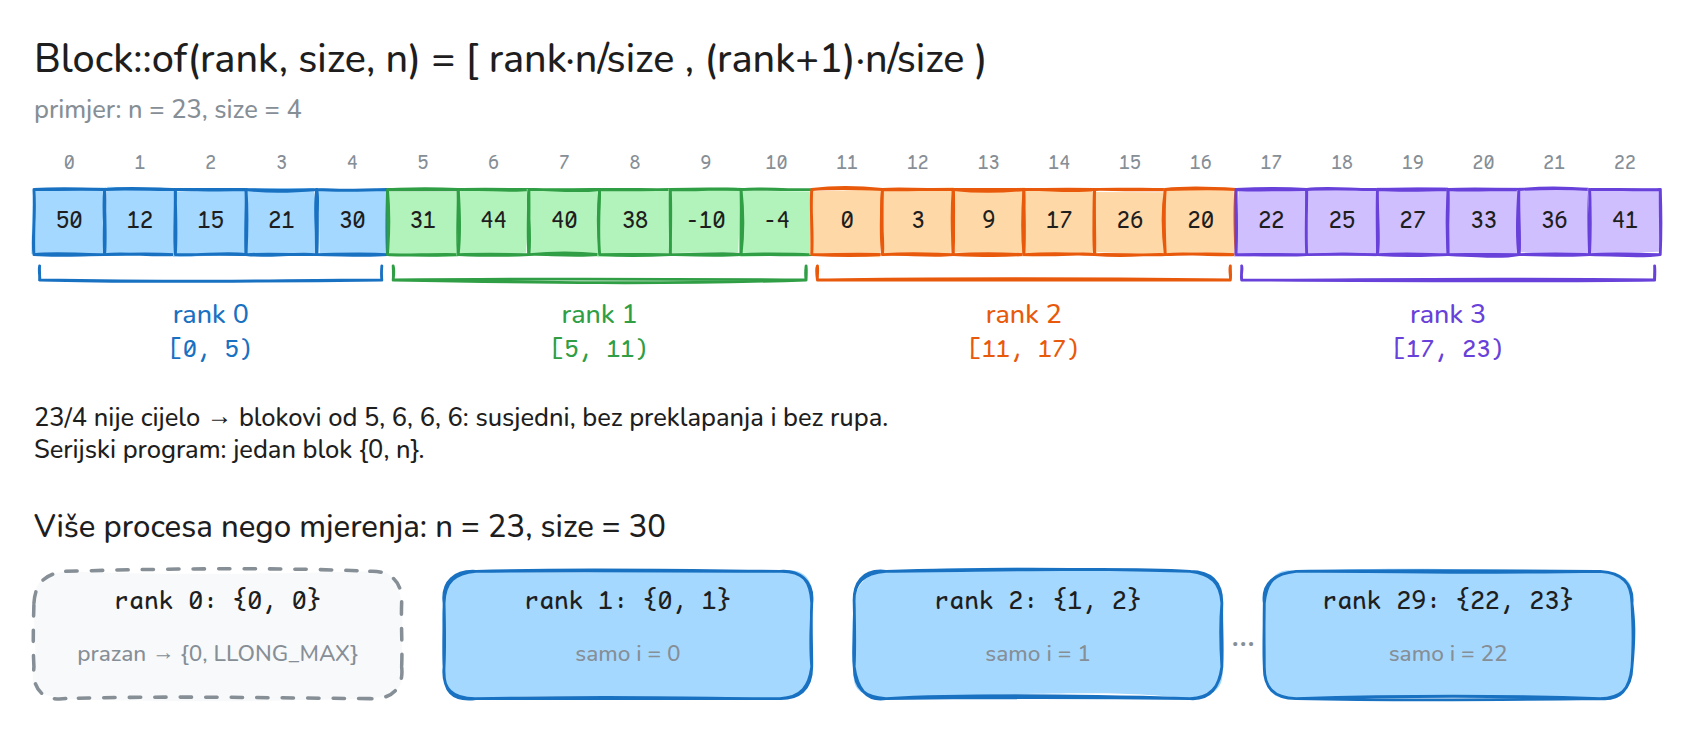 Block::of(rank, size, n) = [ rank·n/size , (rank+1)·n/size )
primjer: n = 23, size = 4
0 1 2 3 4 5 6 7 8 9 10 11 12 13 14 15 16 17 18 19 20 21 22
50 12 15 21 30 31 44 40 38 -10 -4 0 3 9 17 26 20 22 25 27 33 36 41
rank 0 rank 1 rank 2 rank 3
[0, 5) [5, 11) [11, 17) [17, 23)
23/4 nije cijelo → blokovi od 5, 6, 6, 6: susjedni, bez preklapanja i bez rupa.
Serijski program: jedan blok {0, n}.
Više procesa nego mjerenja: n = 23, size = 30
rank 0: {0, 0} rank 1: {0, 1} rank 2: {1, 2} rank 29: {22, 23}
prazan → {0, LLONG_MAX} samo i = 0 samo i = 1 ... samo i = 22